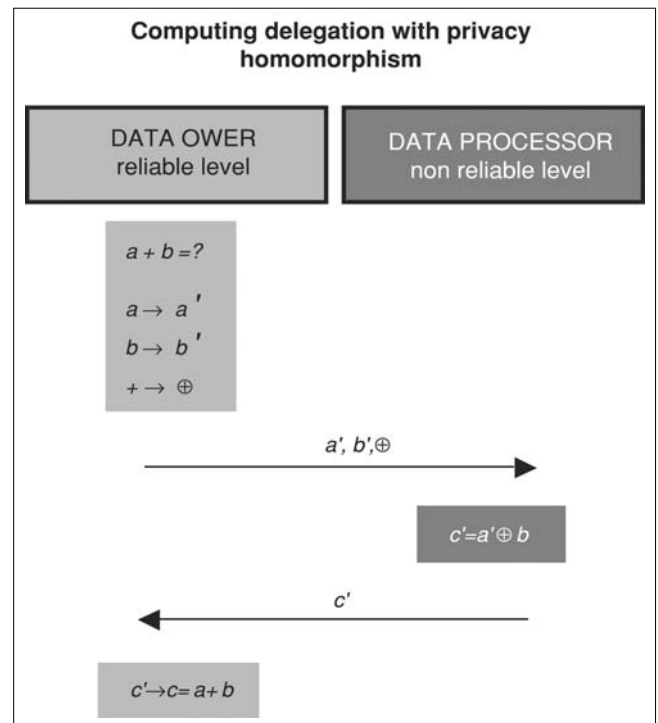 Computing delegation with privacy
homomorphism
DATA OWER
reliable level
DATA PROCESSOR
non reliable level
a + b =?
a → a'
b → b'
+ → ⊕
a', b',⊕
c'=a'⊕ b
c'
c'→c= a+ b